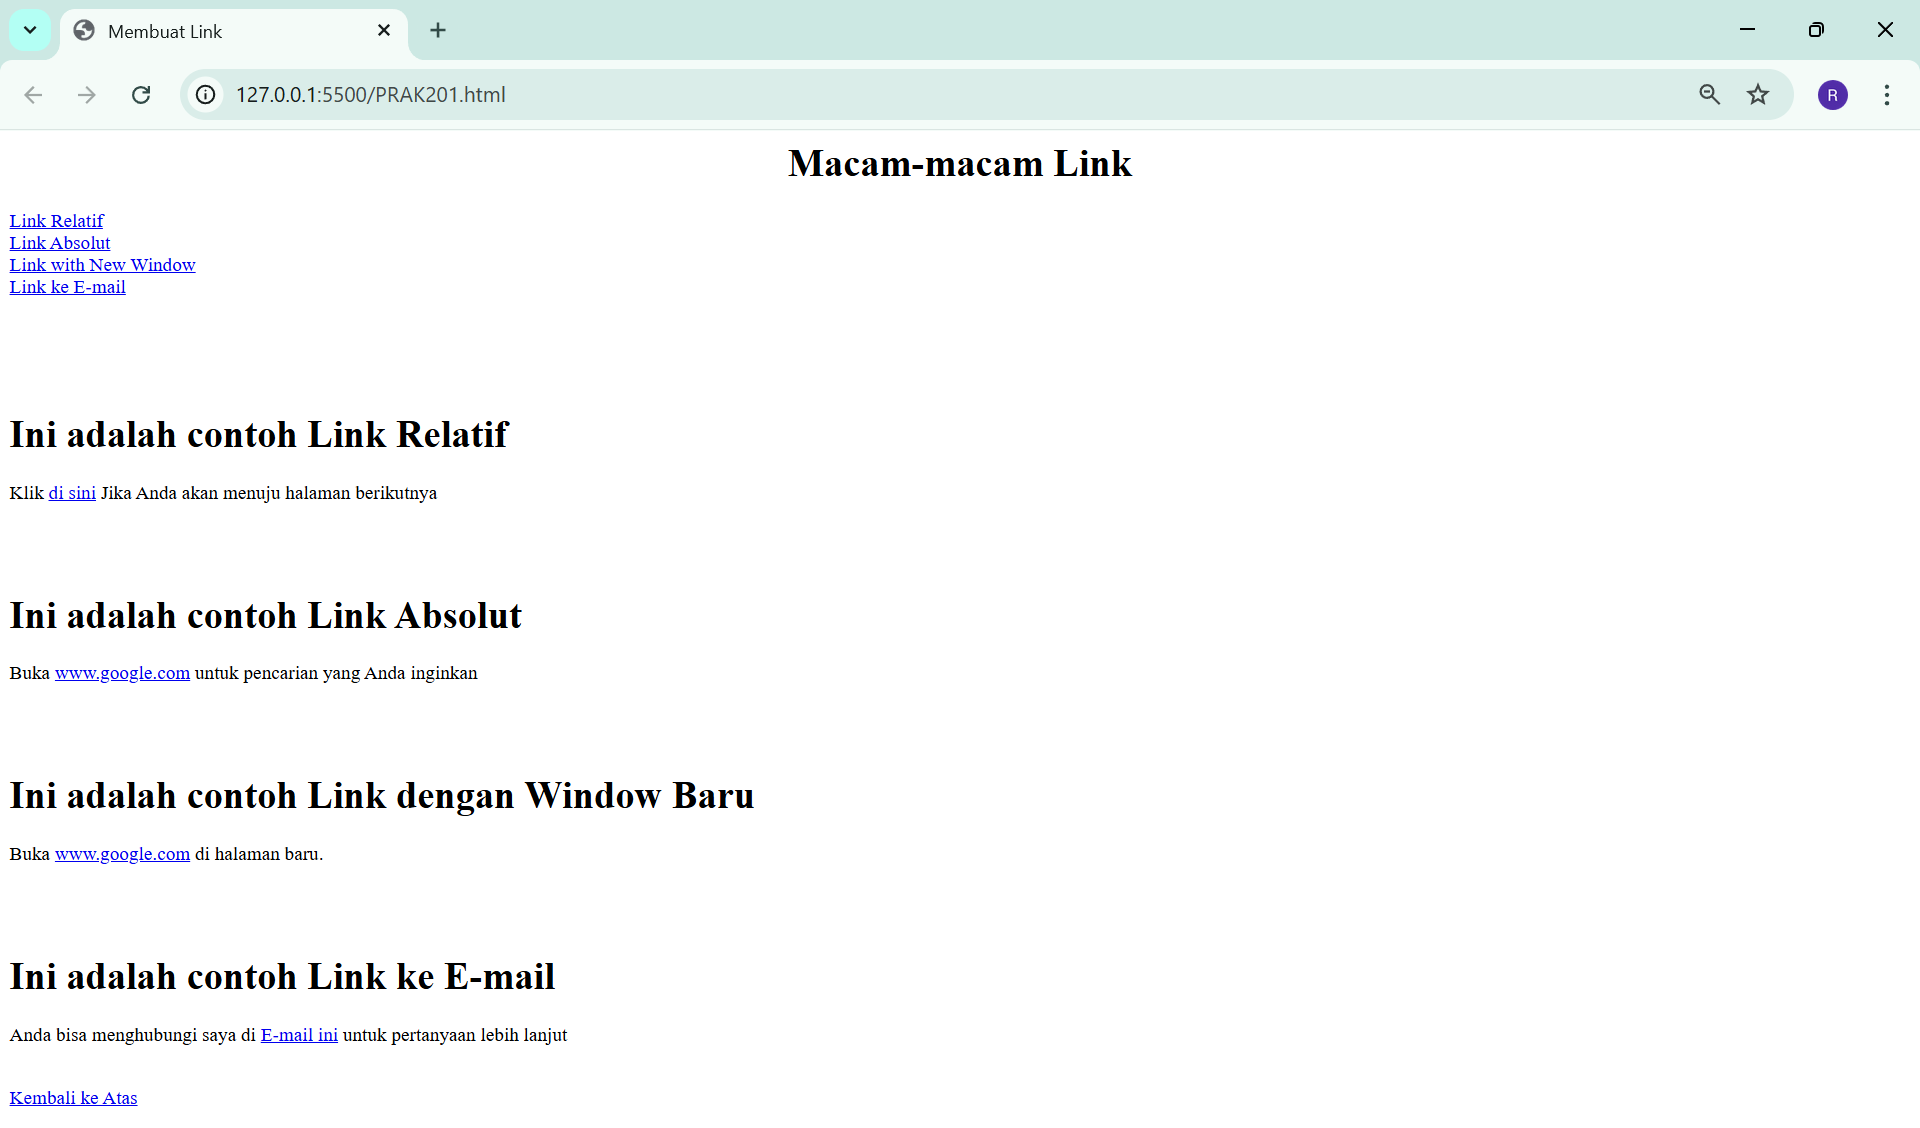 Membuat Link
127.0.0.1:5500/PRAK201.html
R
Macam-macam Link
Link Relatif
Link Absolut
Link with New Window
Link ke E-mail
Ini adalah contoh Link Relatif
Klik di sini Jika Anda akan menuju halaman berikutnya
Ini adalah contoh Link Absolut
Buka www.google.com untuk pencarian yang Anda inginkan
Ini adalah contoh Link dengan Window Baru
Buka www.google.com di halaman baru.
Ini adalah contoh Link ke E-mail
Anda bisa menghubungi saya di E-mail ini untuk pertanyaan lebih lanjut
Kembali ke Atas